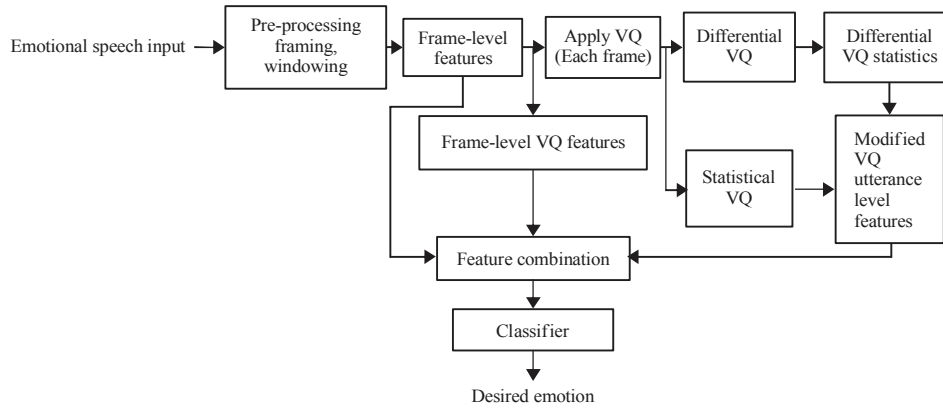 Emotional speech input
Pre-processing
framing,
windowing
Frame-level
features
Apply VQ
(Each frame)
Differential
VQ
Differential
VQ statistics
Frame-level VQ features
Statistical
VQ
Modified
VQ
utterance
level
features
Feature combination
Classifier
Desired emotion